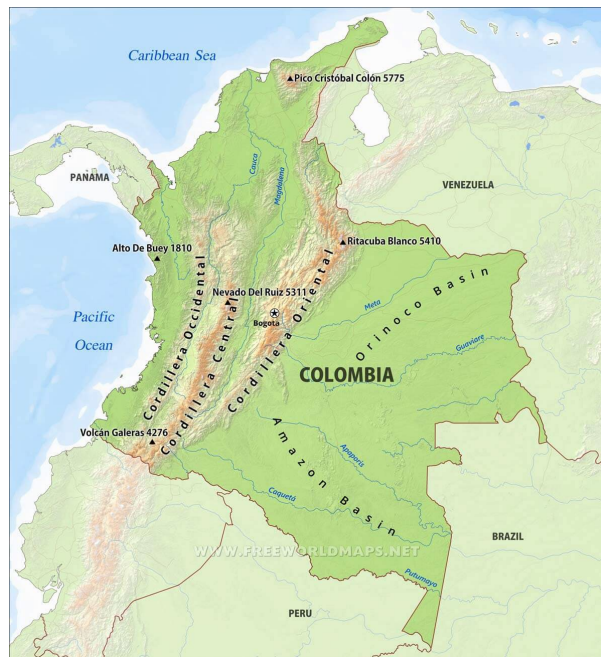 Caribbean Sea
Pico Cristóbal Colón 5775
PANAMA
Cauca
Magdalena
VENEZUELA
Alto De Buey 1810
Ritacuba Blanco 5410
Nevado Del Ruiz 5311
Bogota
Pacific
Ocean
Cordillera Occidental
Cordillera Central
Cordillera Oriental
Meta
Orinoco Basin
Guaviare
COLOMBIA
Volcán Galeras 4276
Amazon Basin
Apaporis
Caquetá
BRAZIL
WWW.FREEWORLDMAPS.NET
Putumayo
PERU